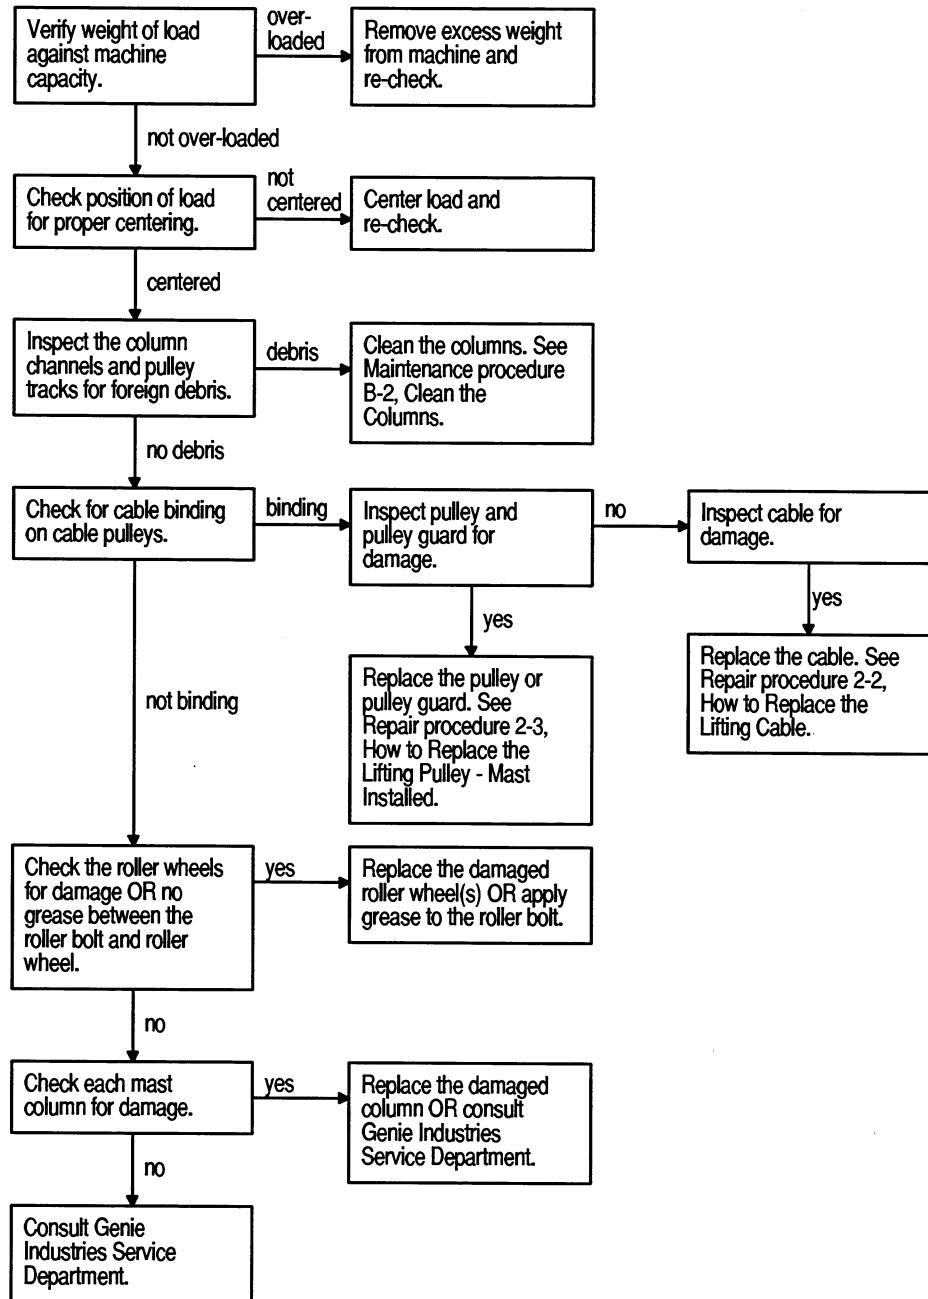 Verify weight of load
against machine
capacity.
over-
loaded
Remove excess weight
from machine and
re-check.
not over-loaded
Check position of load
for proper centering.
not
centered
Center load and
re-check.
centered
Inspect the column
channels and pulley
tracks for foreign debris.
debris
Clean the columns. See
Maintenance procedure
B-2, Clean the
Columns.
no debris
Check for cable binding
on cable pulleys.
binding
Inspect pulley and
pulley guard for
damage.
no
Inspect cable for
damage.
yes
Replace the pulley or
pulley guard. See
Repair procedure 2-3,
How to Replace the
Lifting Pulley - Mast
Installed.
yes
Replace the cable. See
Repair procedure 2-2,
How to Replace the
Lifting Cable.
not binding
Check the roller wheels
for damage OR no
grease between the
roller bolt and roller
wheel.
yes
Replace the damaged
roller wheel(s) OR apply
grease to the roller bolt.
no
Check each mast
column for damage.
yes
Replace the damaged
column OR consult
Genie Industries
Service Department.
no
Consult Genie
Industries Service
Department.